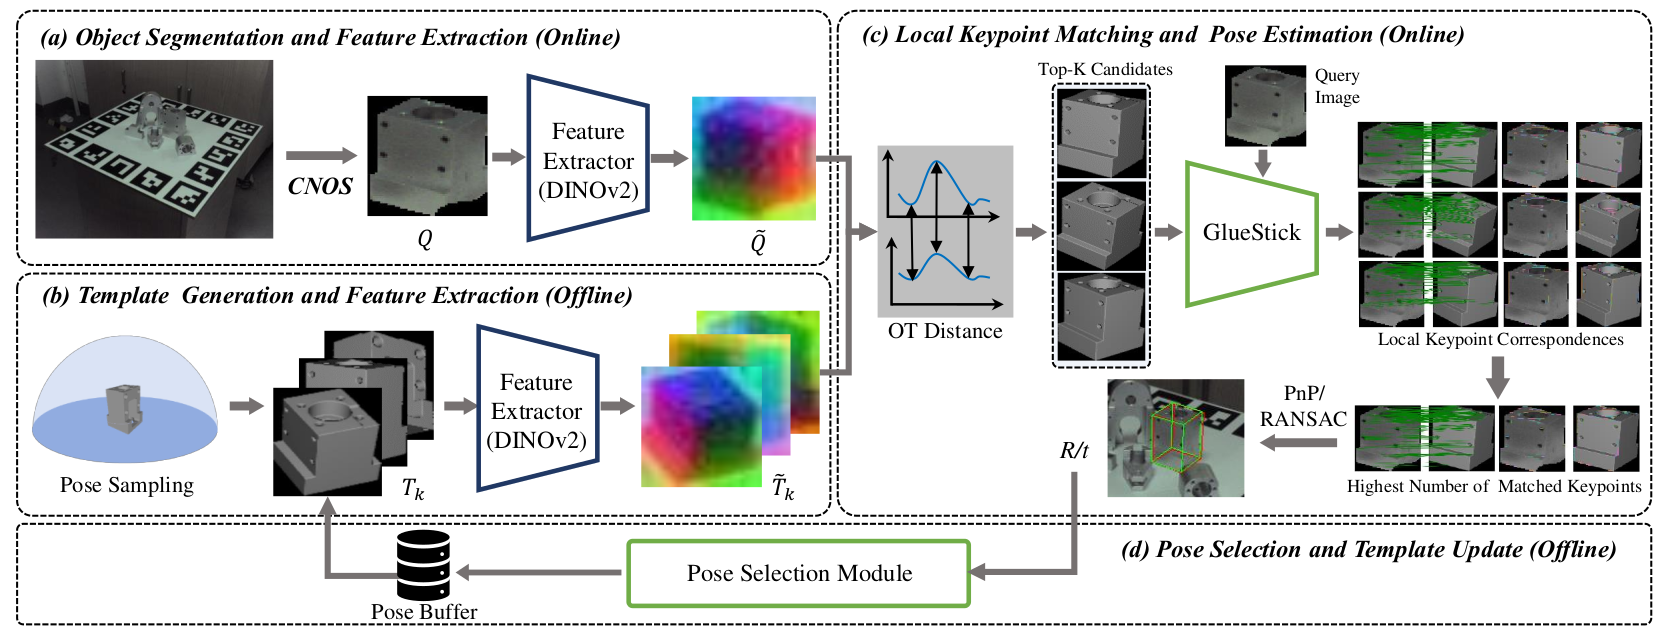 (a) Object Segmentation and Feature Extraction (Online)
CNOS
Q
Feature
Extractor
(DINOv2)
Q̃
(b) Template Generation and Feature Extraction (Offline)
Pose Sampling
T_k
Feature
Extractor
(DINOv2)
T̃_k
(c) Local Keypoint Matching and Pose Estimation (Online)
OT Distance
Top-K Candidates
Query
Image
GlueStick
Local Keypoint Correspondences
Highest Number of Matched Keypoints
PnP/
RANSAC
R/t
(d) Pose Selection and Template Update (Offline)
Pose Selection Module
Pose Buffer